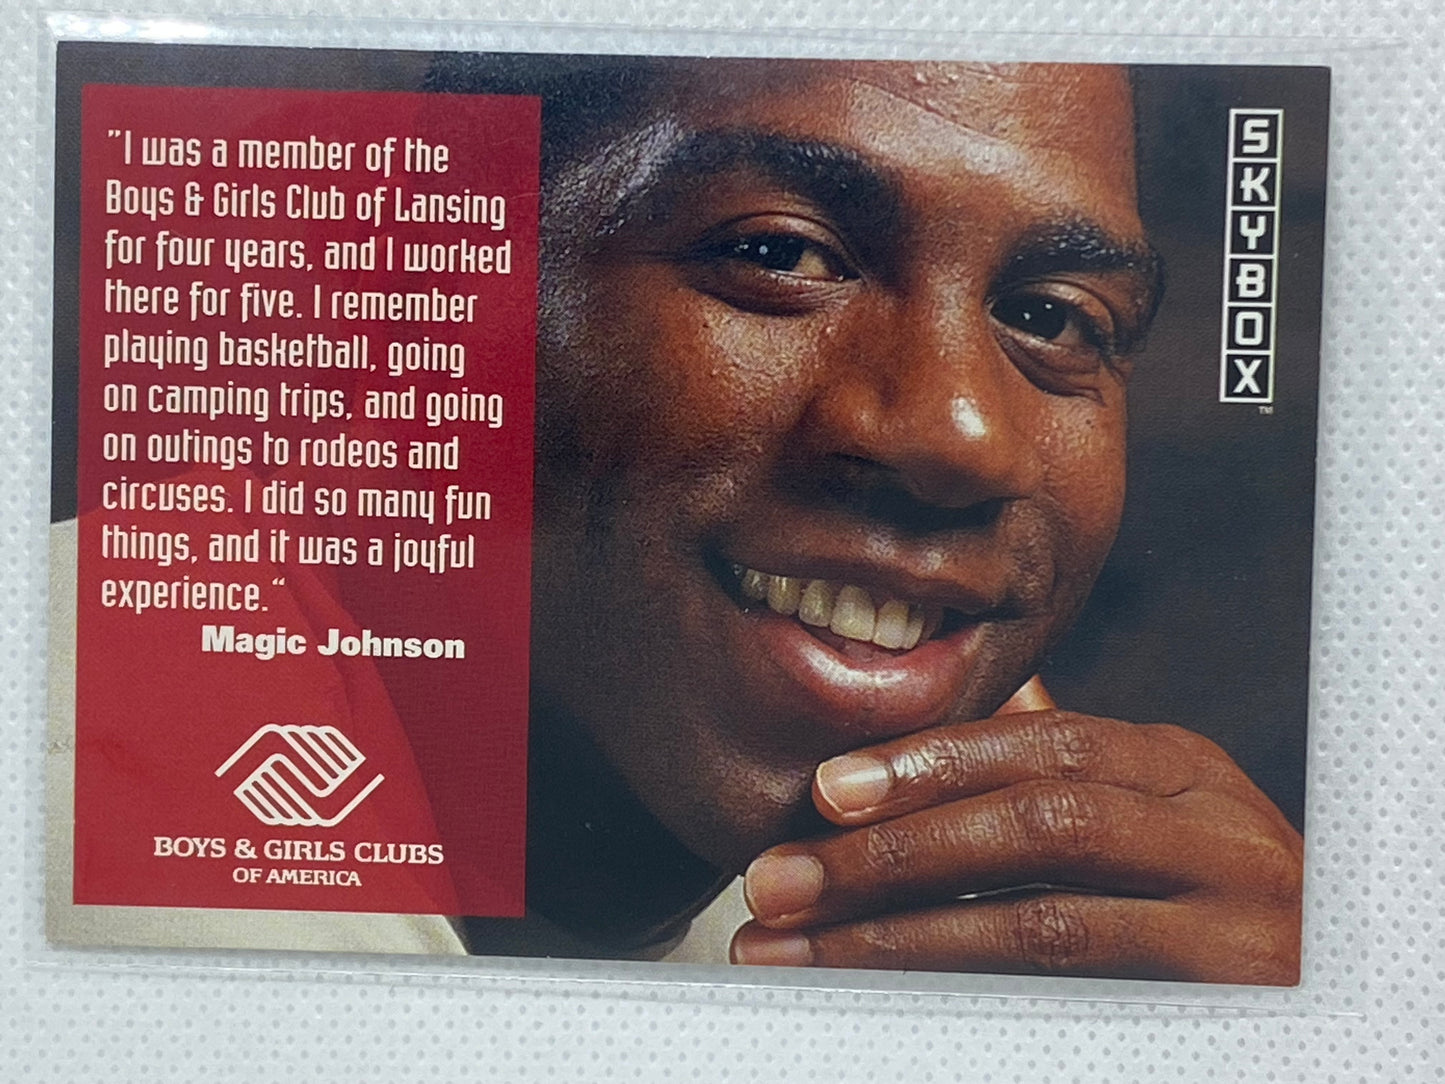 "I was a member of the
Boys & Girls Club of Lansing
for four years, and I worked
there for five. I remember
playing basketball, going
on camping trips, and going
on outings to rodeos and
circuses. I did so many fun
things, and it was a joyful
experience."
Magic Johnson
BOYS & GIRLS CLUBS
OF AMERICA
SKYBOX
TM